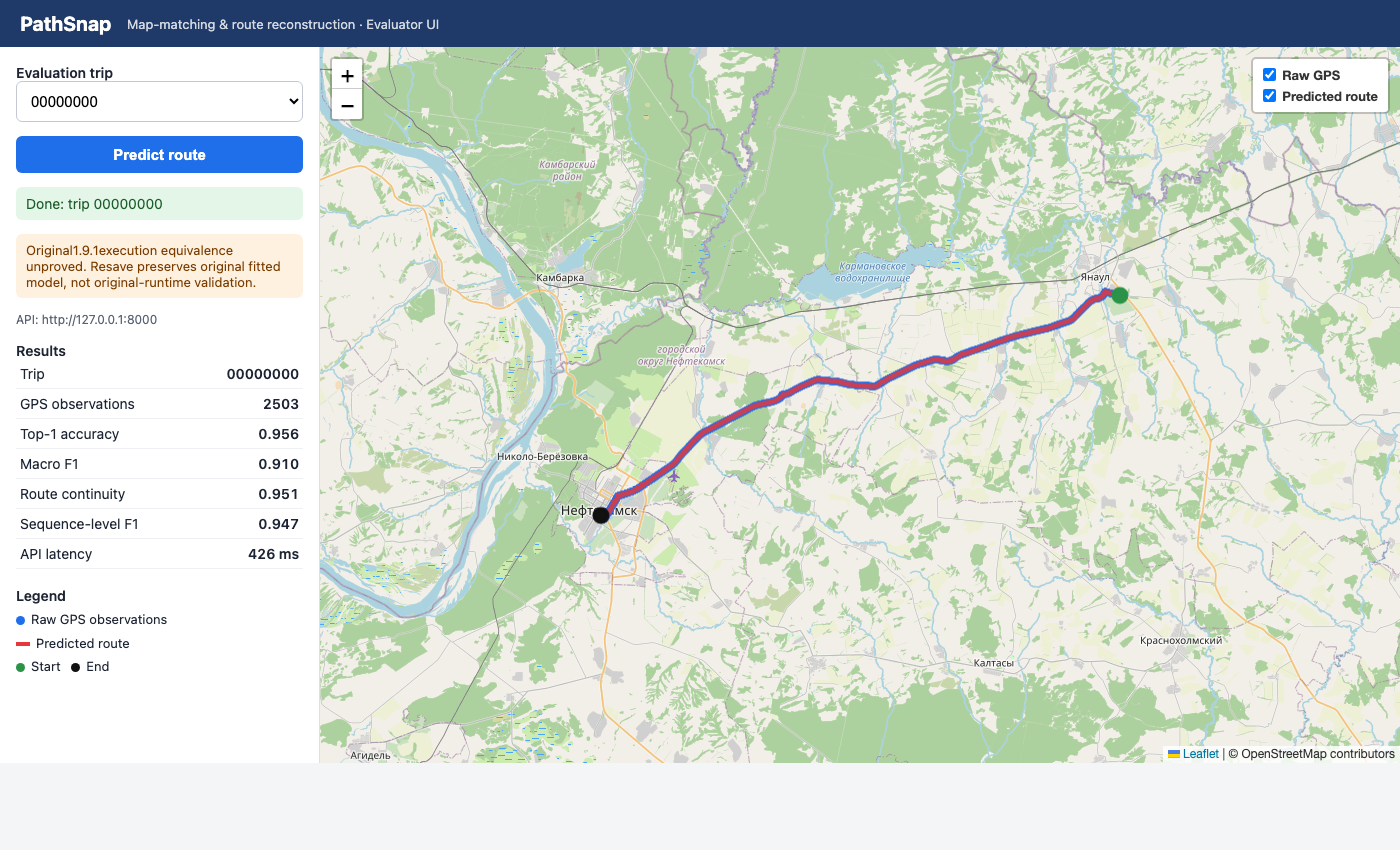 PathSnap
Map-matching & route reconstruction · Evaluator UI
Evaluation trip
00000000
Predict route
Done: trip 00000000
Original1.9.1execution equivalence
unproved. Resave preserves original fitted
model, not original-runtime validation.
API: http://127.0.0.1:8000
Results
Trip 00000000
GPS observations 2503
Top-1 accuracy 0.956
Macro F1 0.910
Route continuity 0.951
Sequence-level F1 0.947
API latency 426 ms
Legend
Raw GPS observations
Predicted route
Start End
+
−
Raw GPS
Predicted route
Камбарский
район
Камбарка
Кармановское
водохранилище
Янаул
городской
округ Нефтекамск
Николо-Берёзовка
Краснохолмский
Калтасы
Агидель
Leaflet | © OpenStreetMap contributors